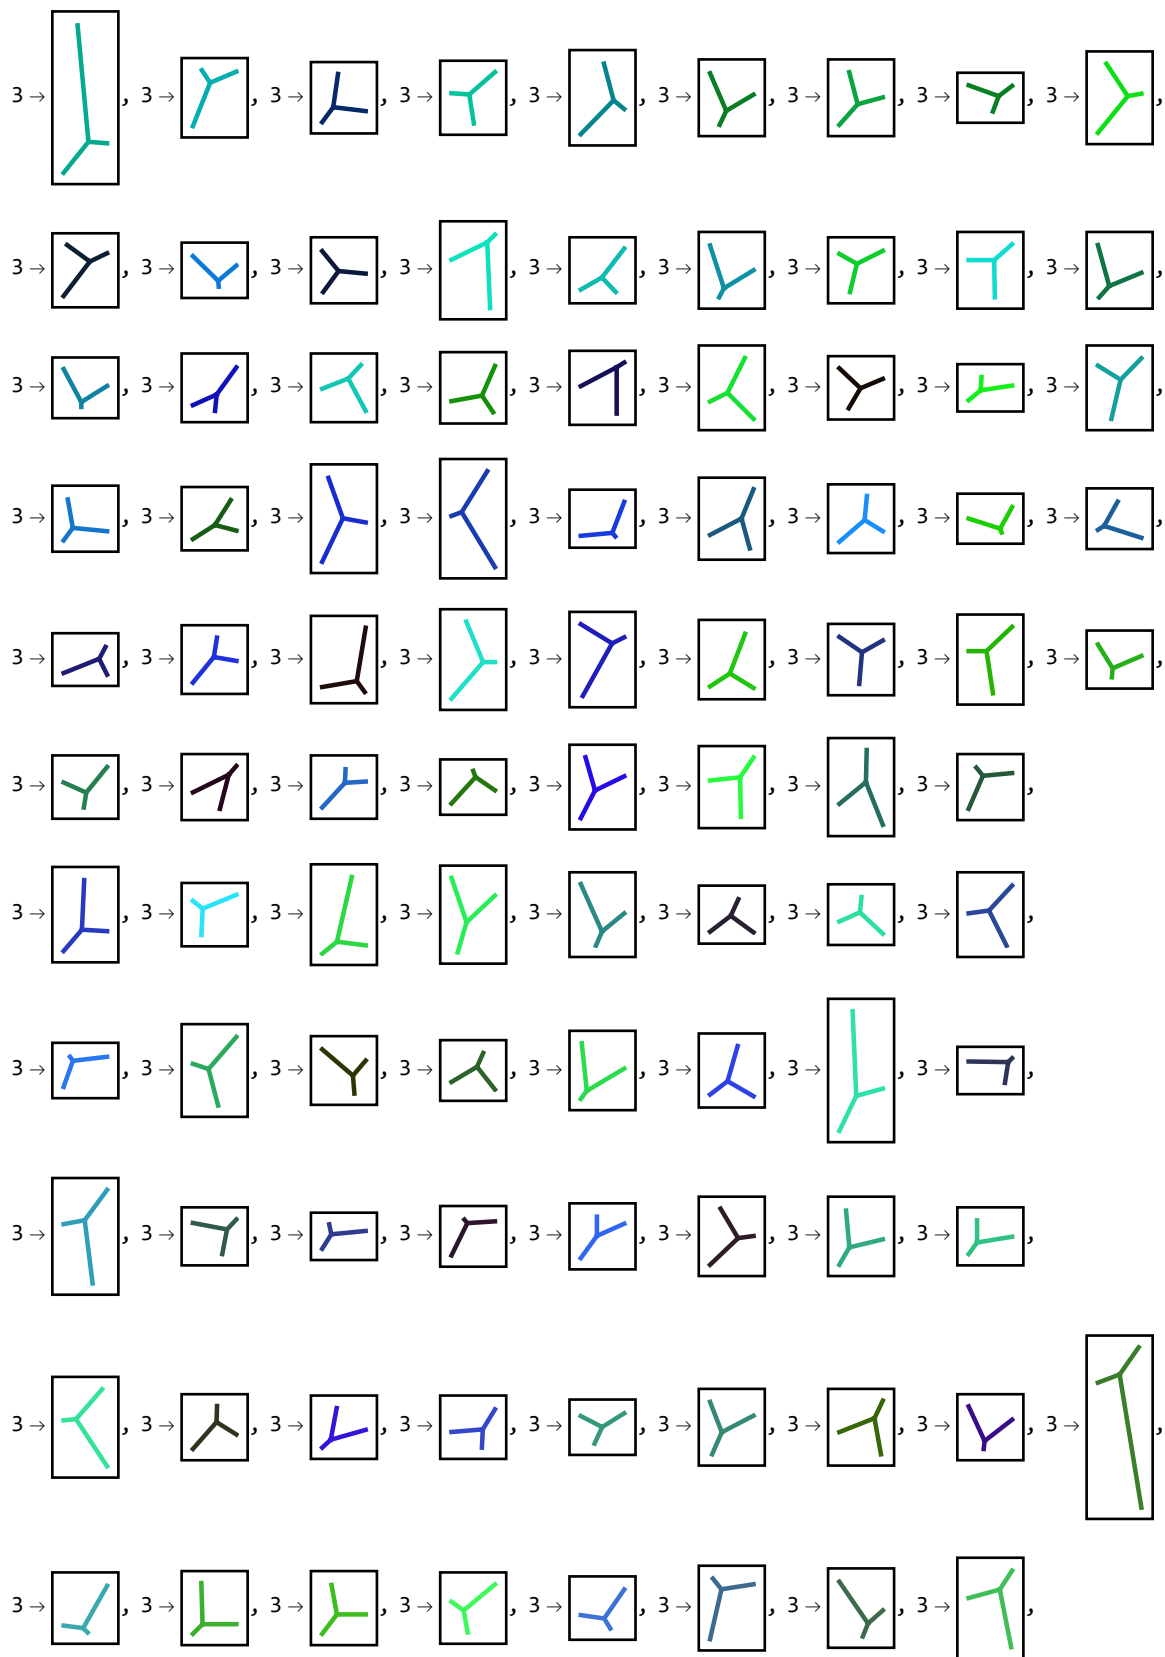 3 → , 3 → , 3 → , 3 → , 3 → , 3 → , 3 → , 3 → , 3 → ,
3 → , 3 → , 3 → , 3 → , 3 → , 3 → , 3 → , 3 → , 3 → ,
3 → , 3 → , 3 → , 3 → , 3 → , 3 → , 3 → , 3 → , 3 → ,
3 → , 3 → , 3 → , 3 → , 3 → , 3 → , 3 → , 3 → , 3 → ,
3 → , 3 → , 3 → , 3 → , 3 → , 3 → , 3 → , 3 → , 3 → ,
3 → , 3 → , 3 → , 3 → , 3 → , 3 → , 3 → , 3 → ,
3 → , 3 → , 3 → , 3 → , 3 → , 3 → , 3 → , 3 → ,
3 → , 3 → , 3 → , 3 → , 3 → , 3 → , 3 → , 3 → ,
3 → , 3 → , 3 → , 3 → , 3 → , 3 → , 3 → , 3 → ,
3 → , 3 → , 3 → , 3 → , 3 → , 3 → , 3 → , 3 → , 3 → ,
3 → , 3 → , 3 → , 3 → , 3 → , 3 → , 3 → , 3 → ,